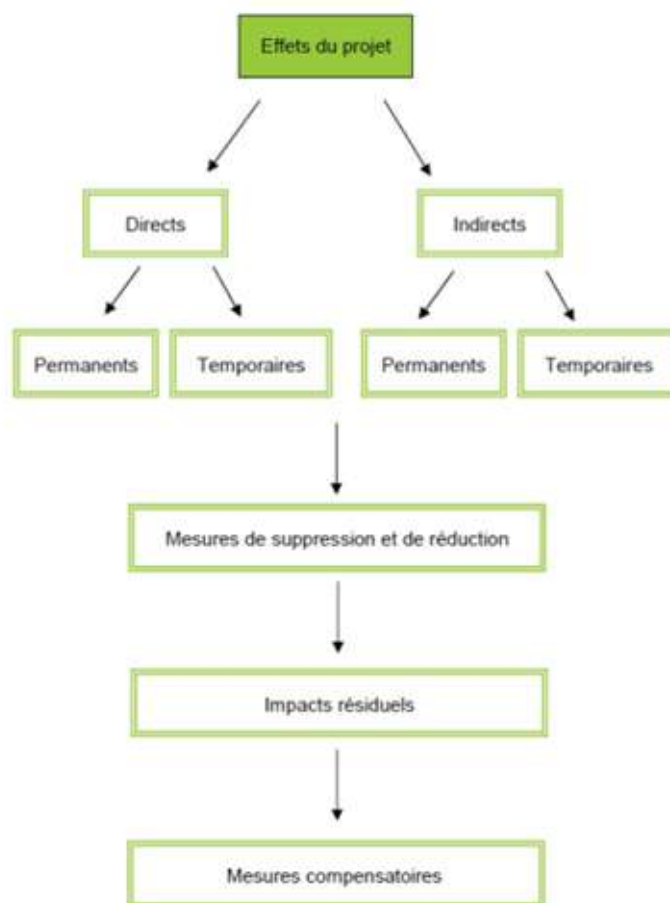 Effets du projet
Directs
Indirects
Permanents
Temporaires
Permanents
Temporaires
Mesures de suppression et de réduction
Impacts résiduels
Mesures compensatoires